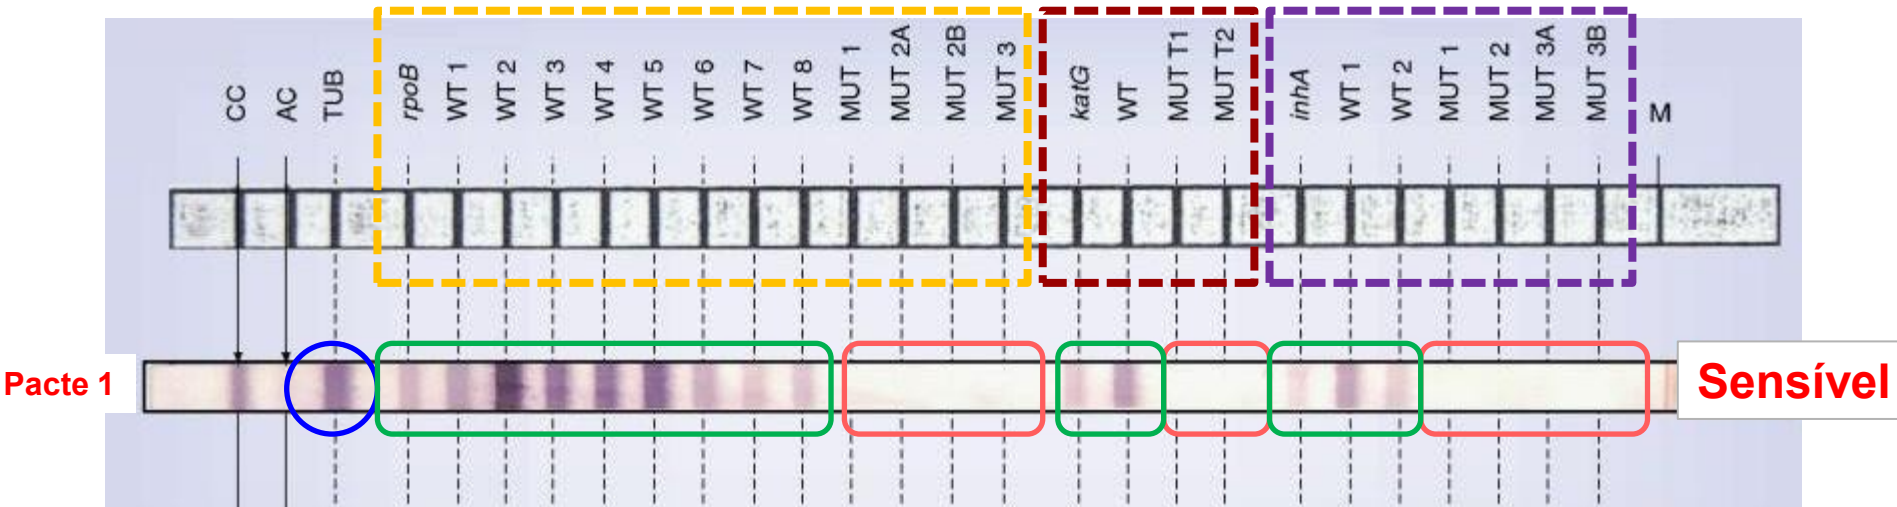 CC
AC
TUB
rpoB
WT 1
WT 2
WT 3
WT 4
WT 5
WT 6
WT 7
WT 8
MUT 1
MUT 2A
MUT 2B
MUT 3
katG
WT
MUT T1
MUT T2
inhA
WT 1
WT 2
MUT 1
MUT 2
MUT 3A
MUT 3B
M
Pacte 1
Sensível